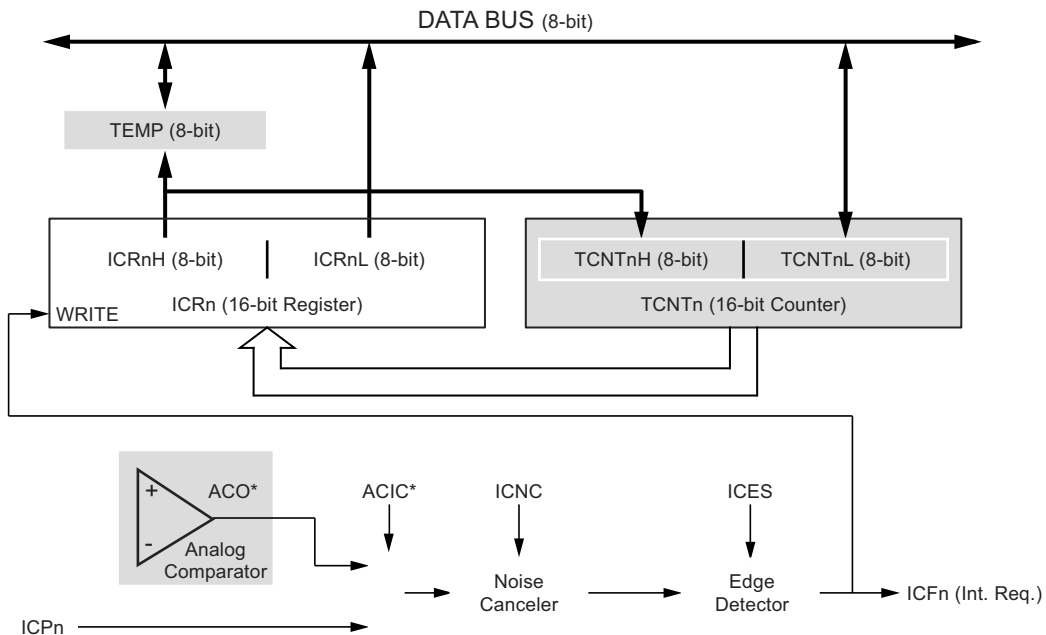 DATA BUS (8-bit)
TEMP (8-bit)
ICRnH (8-bit)
ICRnL (8-bit)
TCNTnH (8-bit)
TCNTnL (8-bit)
WRITE
ICRn (16-bit Register)
TCNTn (16-bit Counter)
+
-
ACO*
Analog
Comparator
ACIC*
ICNC
ICES
Noise
Canceler
Edge
Detector
ICFn (Int. Req.)
ICPn